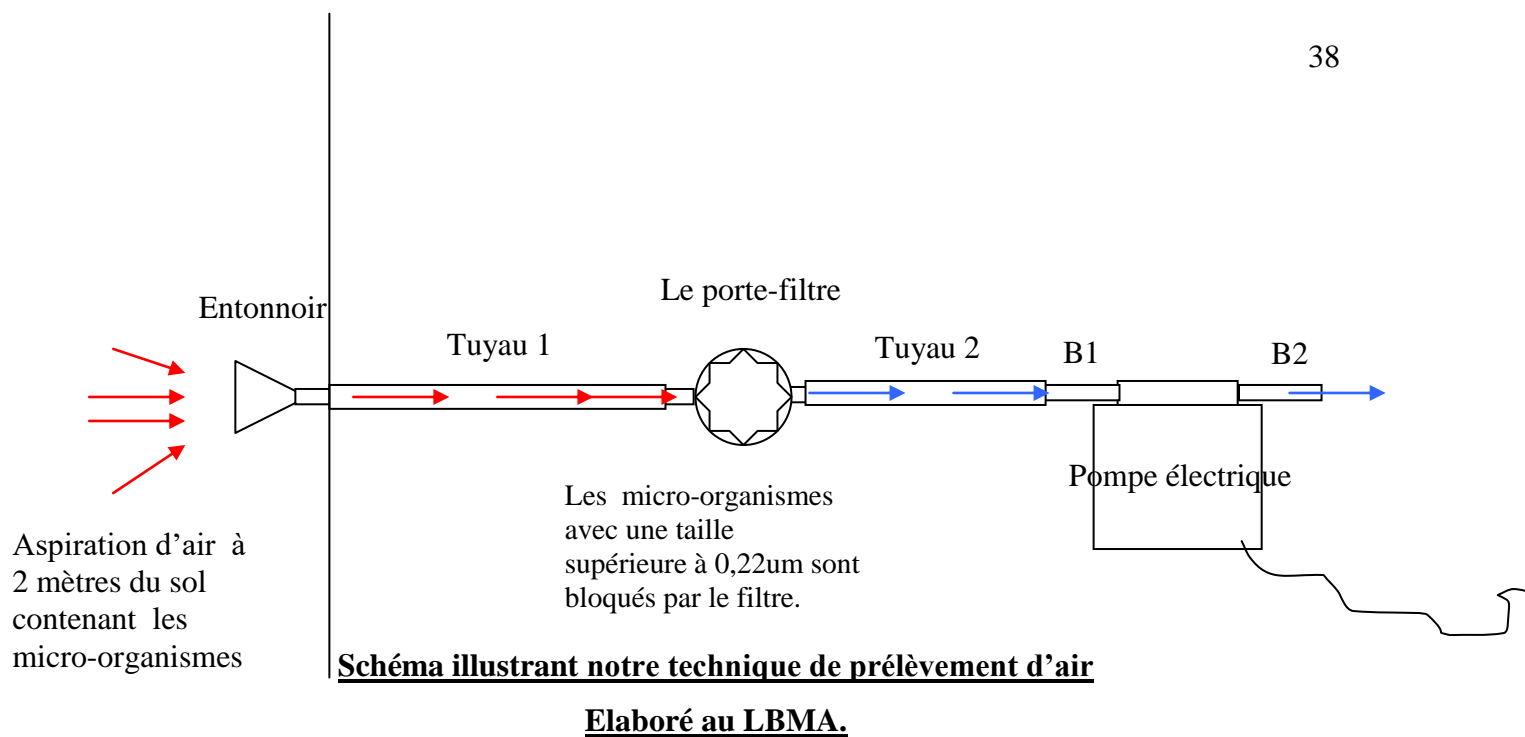 38
Entonnoir
Le porte-filtre
Tuyau 1
Tuyau 2
B1
B2
Pompe électrique
Les micro-organismes
avec une taille
supérieure à 0,22um sont
bloqués par le filtre.
Aspiration d’air à
2 mètres du sol
contenant les
micro-organismes
Schéma illustrant notre technique de prélèvement d’air
Elaboré au LBMA.